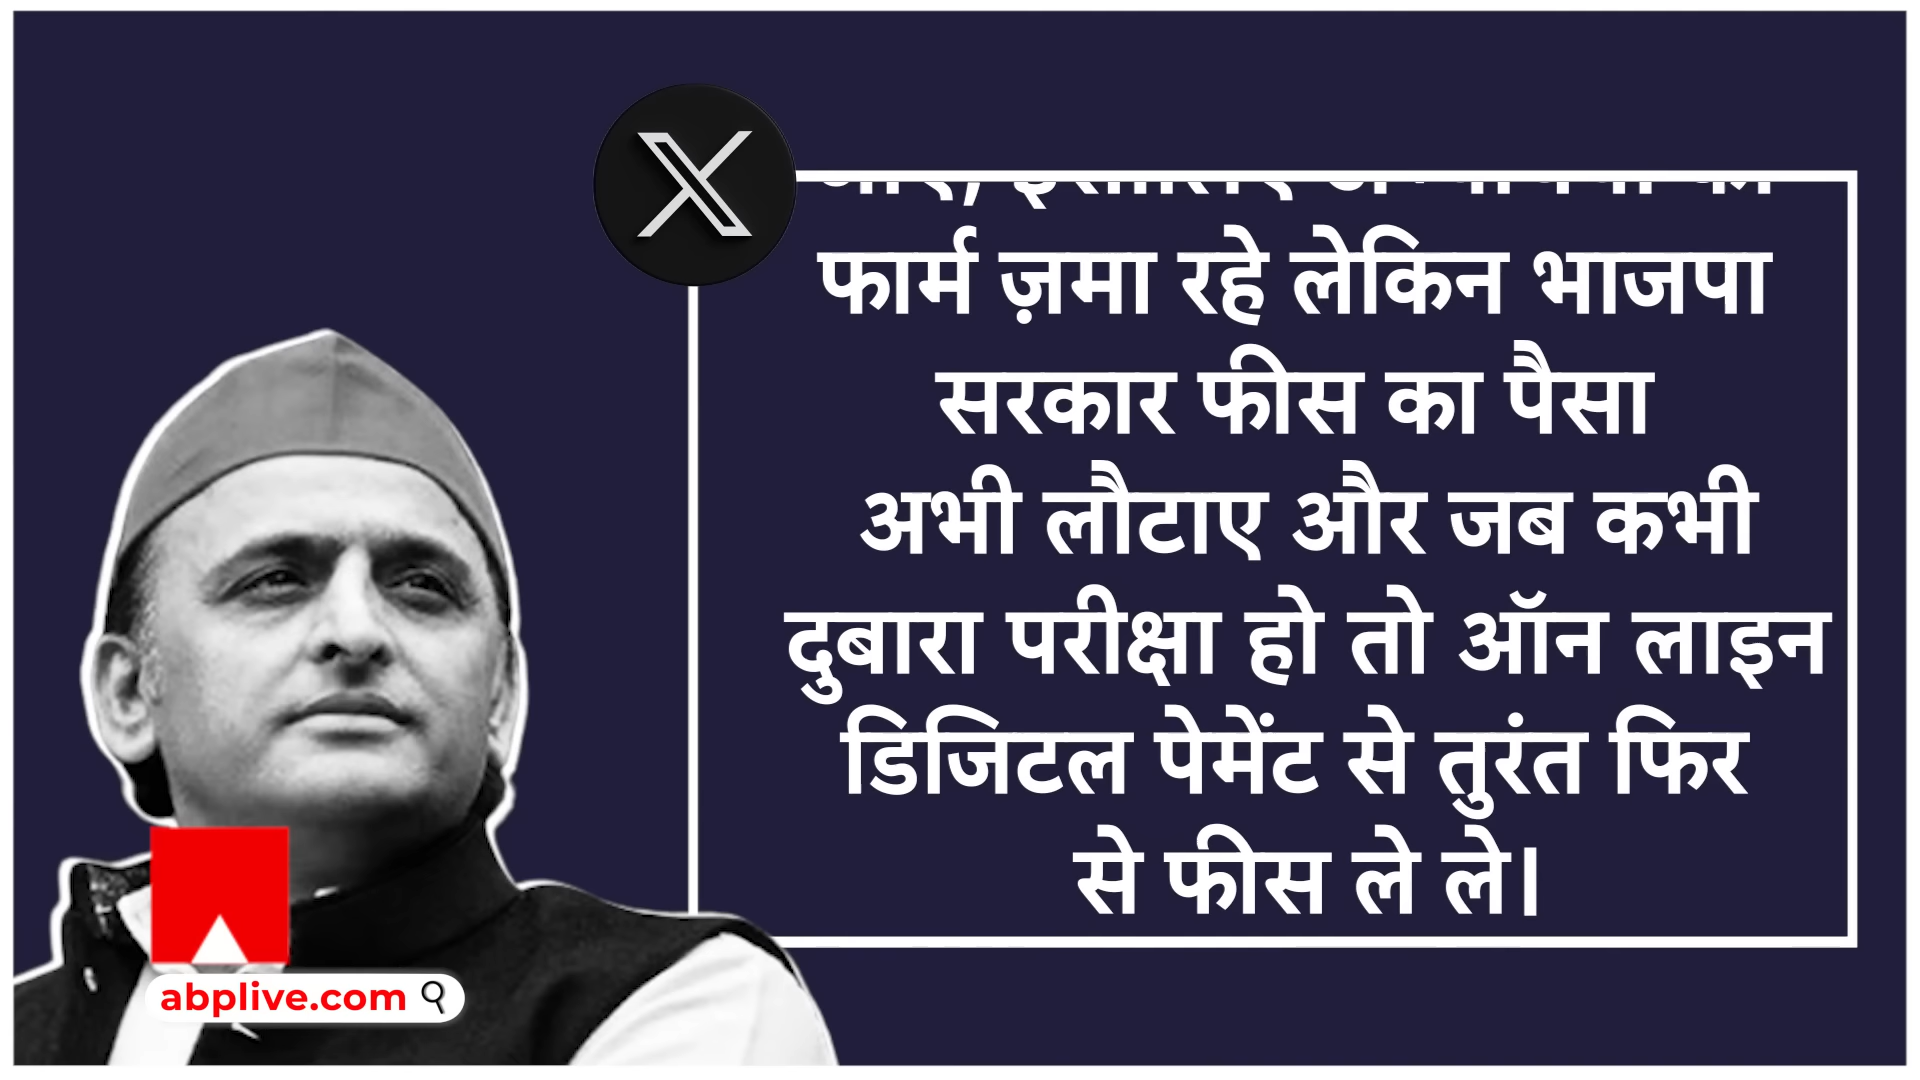 फार्म ज़मा रहे लेकिन भाजपा
सरकार फीस का पैसा
अभी लौटाए और जब कभी
दुबारा परीक्षा हो तो ऑन लाइन
डिजिटल पेमेंट से तुरंत फिर
से फीस ले ले।
abplive.com